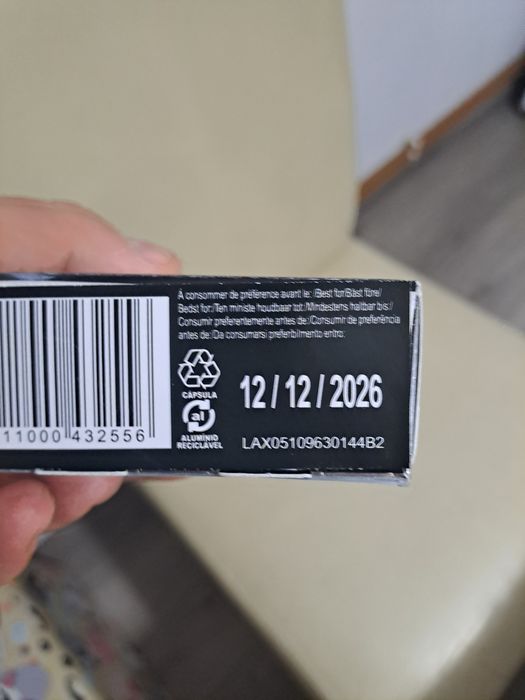 À consommer de préférence avant le: /Best for/Bäst före/
Bedst for:/Ten minste houdbaar tot:/Mindestens haltbar bis:/
Consumir preferentemente antes de:/Consumir de preferência
antes de:/Da consumarsi preferibilmente entro:
CÁPSULA
12 / 12 / 2026
al
ALUMÍNIO
RECICLÁVEL
LAX05109630144B2
11000 432556